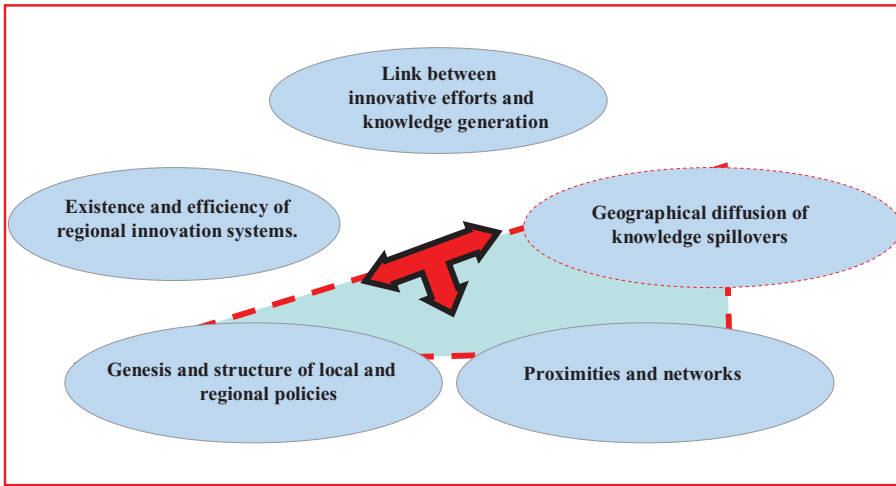 Link between
innovative efforts and
knowledge generation
Existence and efficiency of
regional innovation systems.
Geographical diffusion of
knowledge spillovers
Genesis and structure of local and
regional policies
Proximities and networks